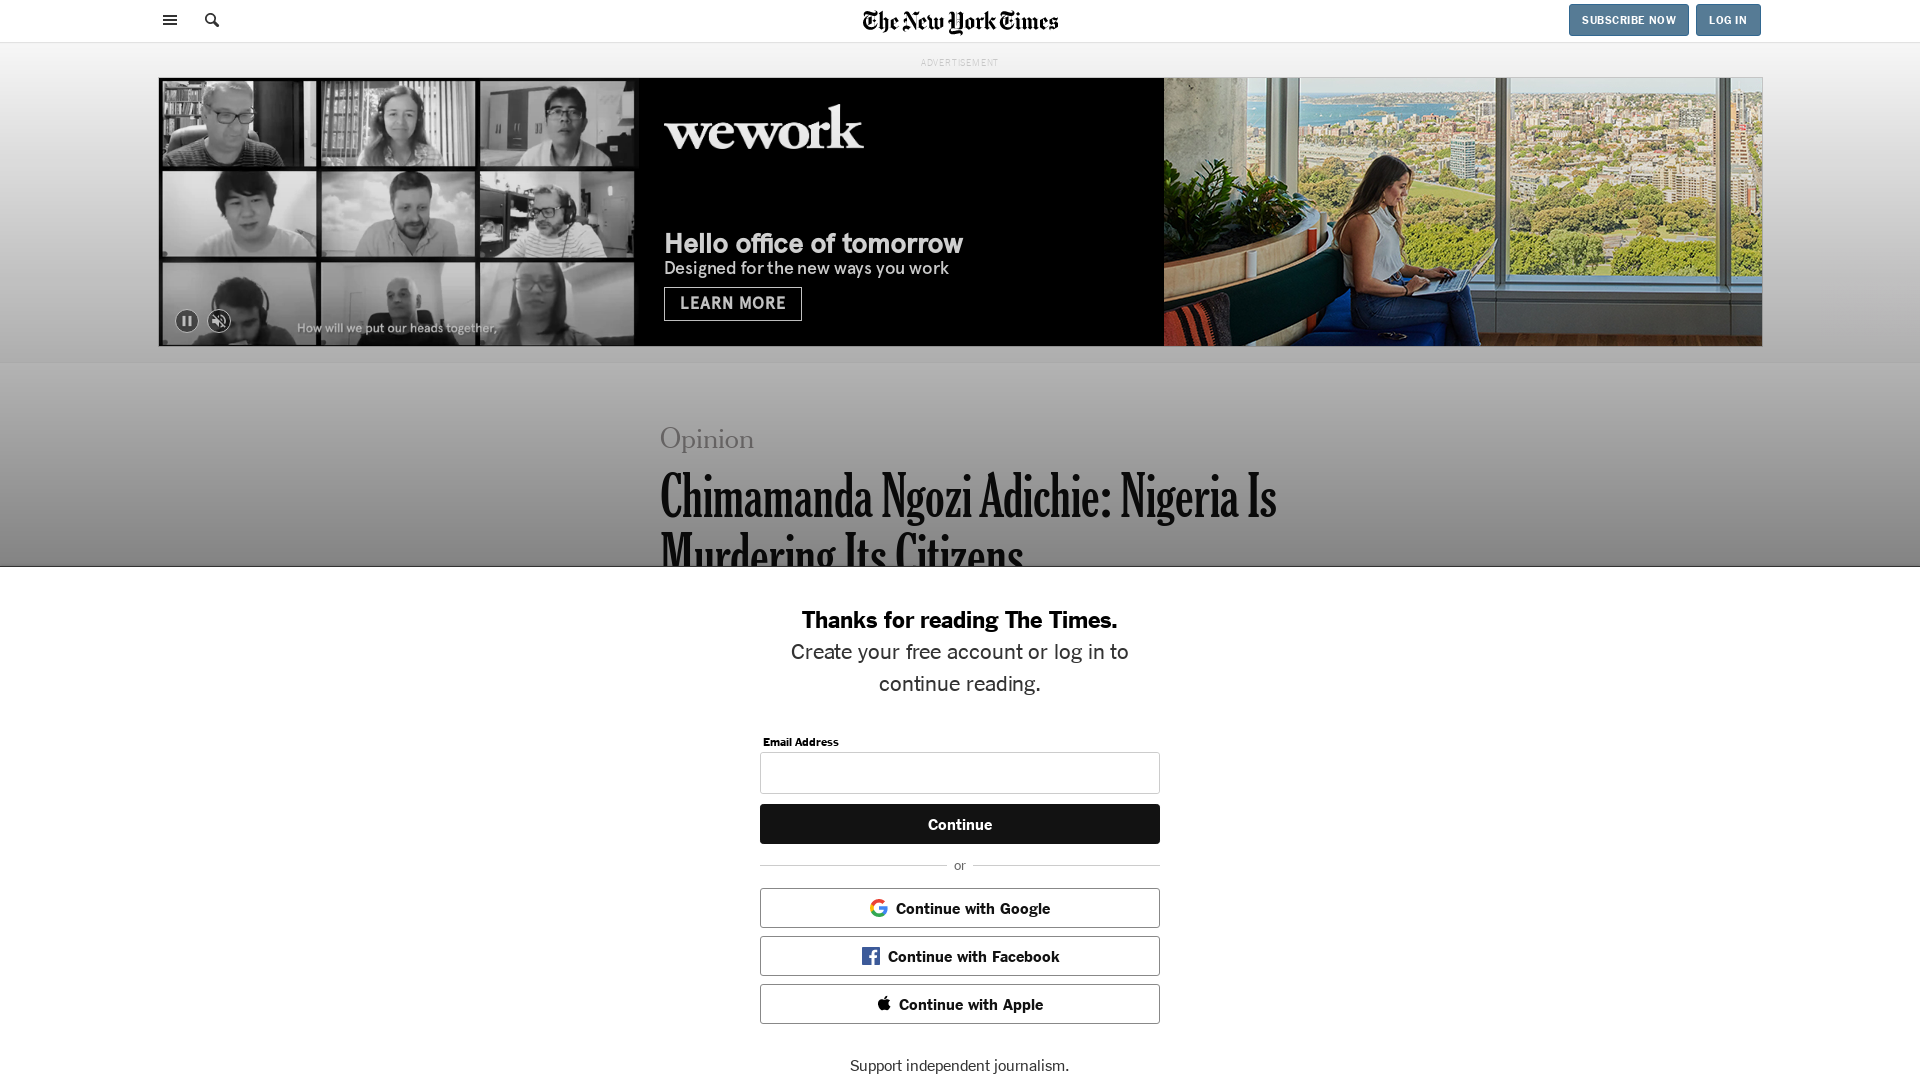 The New York Times
SUBSCRIBE NOW
LOG IN
ADVERTISEMENT
wework
Hello office of tomorrow
Designed for the new ways you work
LEARN MORE
How will we put our heads together,
Opinion
Chimamanda Ngozi Adichie: Nigeria Is
Murdering Its Citizens
Thanks for reading The Times.
Create your free account or log in to
continue reading.
Email Address
Continue
or
Continue with Google
Continue with Facebook
Continue with Apple
Support independent journalism.